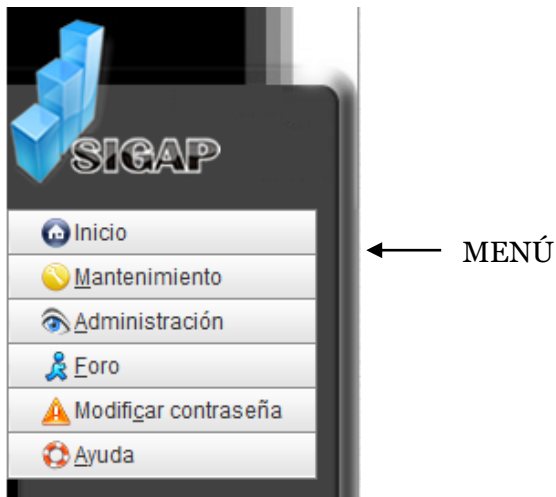 SIGAP
Inicio
Mantenimiento
Administración
Foro
Modificar contraseña
Ayuda
MENÚ